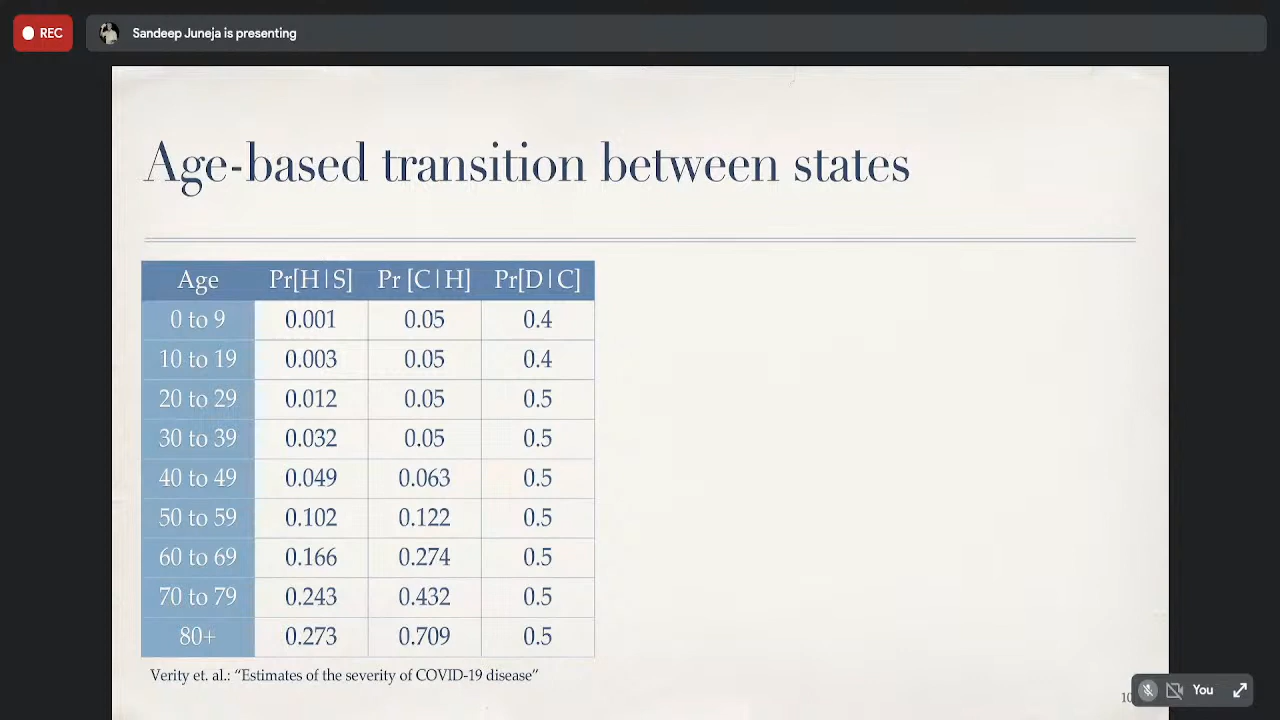 REC
Sandeep Juneja is presenting
Age-based transition between states
Age Pr[H|S] Pr [C|H] Pr[D|C]
0 to 9 0.001 0.05 0.4
10 to 19 0.003 0.05 0.4
20 to 29 0.012 0.05 0.5
30 to 39 0.032 0.05 0.5
40 to 49 0.049 0.063 0.5
50 to 59 0.102 0.122 0.5
60 to 69 0.166 0.274 0.5
70 to 79 0.243 0.432 0.5
80+ 0.273 0.709 0.5
Verity et. al.: “Estimates of the severity of COVID-19 disease”
You